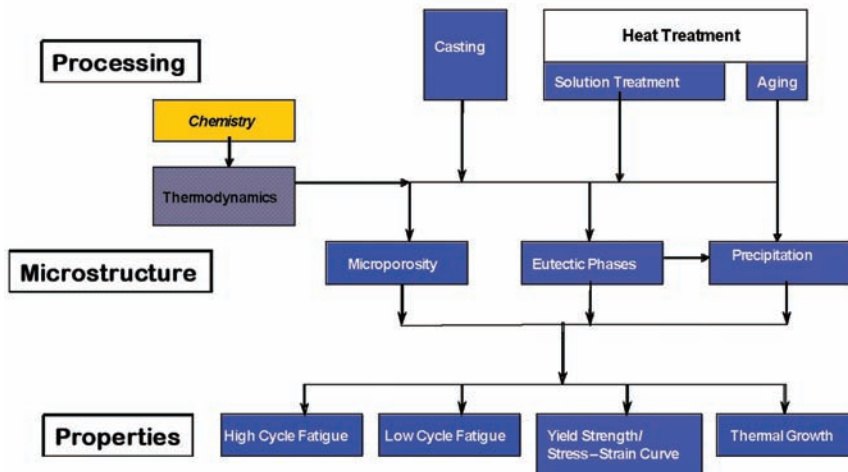 Processing
Casting
Heat Treatment
Solution Treatment
Aging
Chemistry
Thermodynamics
Microstructure
Microporosity
Eutectic Phases
Precipitation
Properties
High Cycle Fatigue
Low Cycle Fatigue
Yield Strength/
Stress–Strain Curve
Thermal Growth